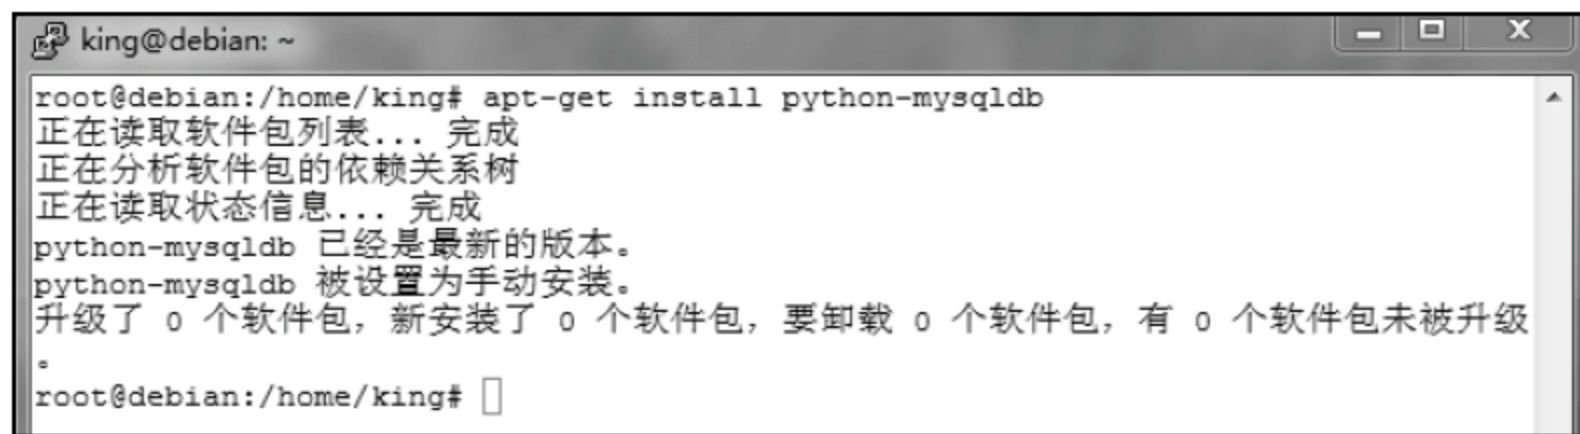 king@debian: ~
root@debian:/home/king# apt-get install python-mysqldb
正在读取软件包列表... 完成
正在分析软件包的依赖关系树
正在读取状态信息... 完成
python-mysqldb 已经是最新的版本。
python-mysqldb 被设置为手动安装。
升级了 0 个软件包，新安装了 0 个软件包，要卸载 0 个软件包，有 0 个软件包未被升级
。
root@debian:/home/king#